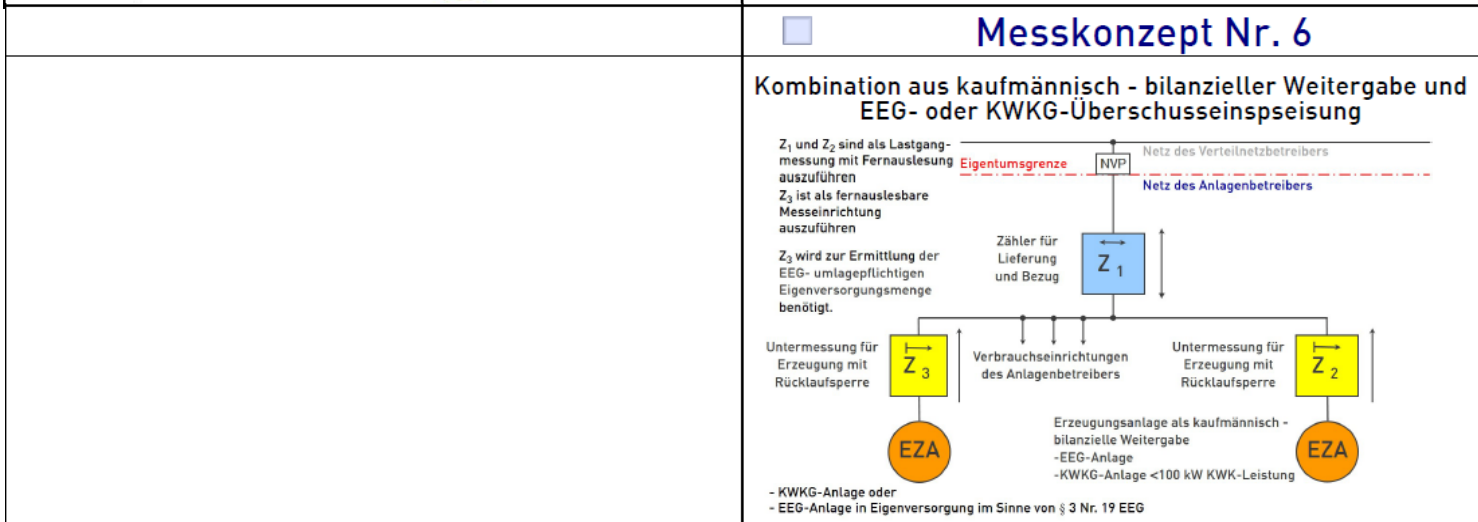 Messkonzept Nr. 6
Kombination aus kaufmännisch - bilanzieller Weitergabe und
EEG- oder KWKG-Überschusseinspseisung
Z1 und Z2 sind als Lastgang-
messung mit Fernauslesung
auszuführen
Z3 ist als fernauslesbare
Messeinrichtung
auszuführen
Z3 wird zur Ermittlung der
EEG- umlagepflichtigen
Eigenversorgungsmenge
benötigt.
Eigentumsgrenze
NVP
Netz des Verteilnetzbetreibers
Netz des Anlagenbetreibers
Zähler für
Lieferung
und Bezug
Z 1
Untermessung für
Erzeugung mit
Rücklaufsperre
Z 3
Verbrauchseinrichtungen
des Anlagenbetreibers
Untermessung für
Erzeugung mit
Rücklaufsperre
Z 2
EZA
Erzeugungsanlage als kaufmännisch -
bilanzielle Weitergabe
-EEG-Anlage
-KWKG-Anlage <100 kW KWK-Leistung
EZA
- KWKG-Anlage oder
- EEG-Anlage in Eigenversorgung im Sinne von § 3 Nr. 19 EEG